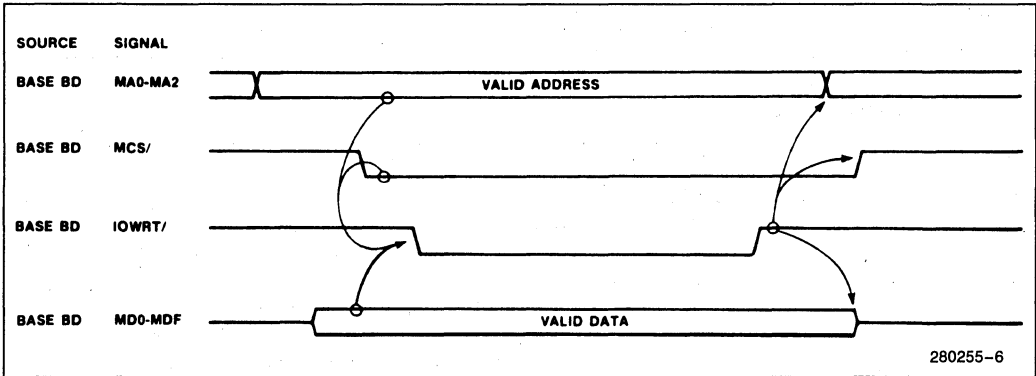 SOURCE SIGNAL
BASE BD MA0-MA2 VALID ADDRESS
BASE BD MCS/
BASE BD IOWRT/
BASE BD MD0-MDF VALID DATA
280255-6